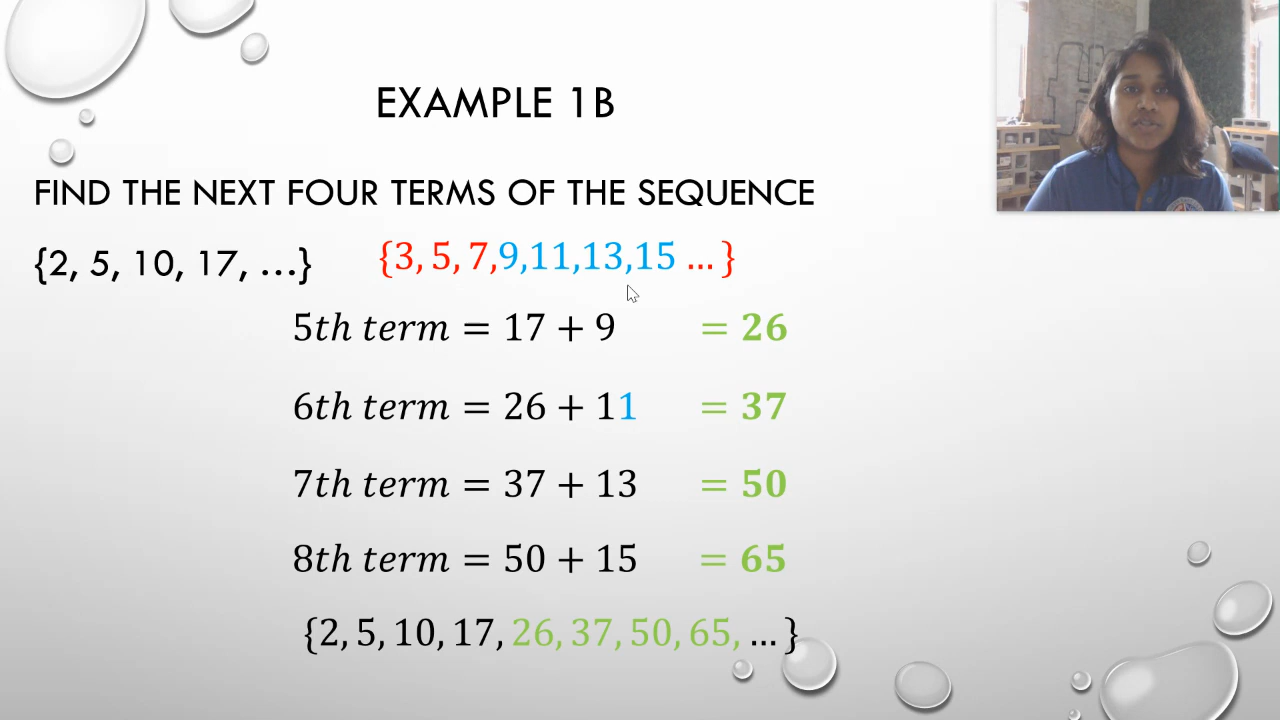 EXAMPLE 1B
FIND THE NEXT FOUR TERMS OF THE SEQUENCE
{2, 5, 10, 17, …} {3, 5, 7,9,11,13,15 … }
5th term = 17 + 9 = 26
6th term = 26 + 11 = 37
7th term = 37 + 13 = 50
8th term = 50 + 15 = 65
{2, 5, 10, 17, 26, 37, 50, 65, … }